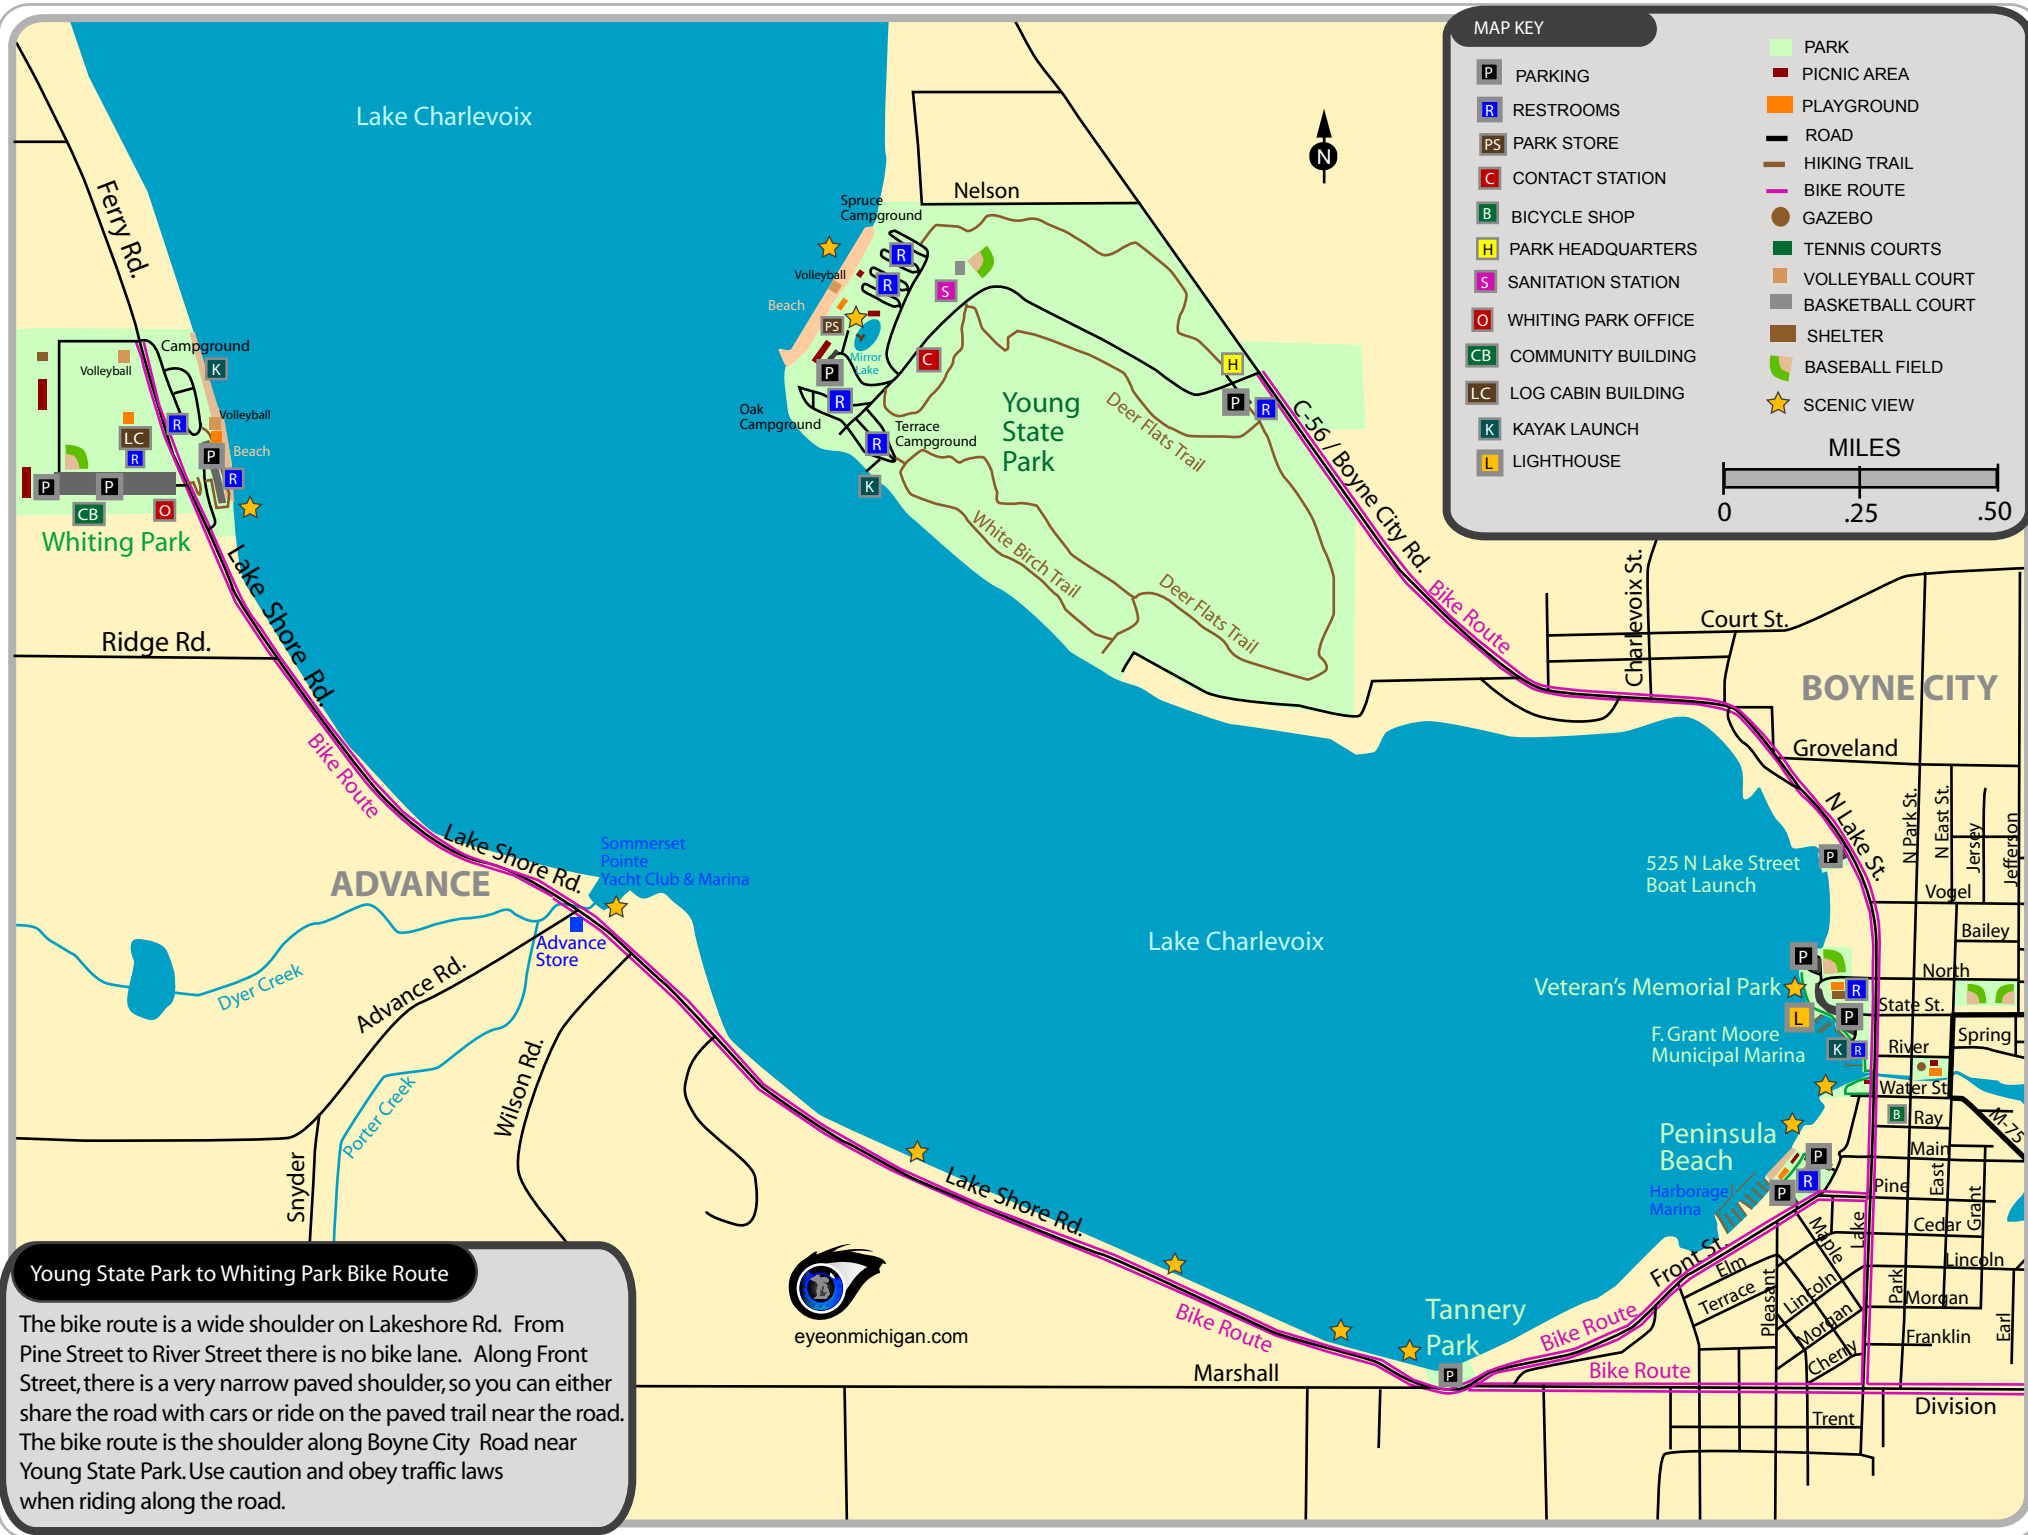 MAP KEY
P PARKING
R RESTROOMS
PS PARK STORE
C CONTACT STATION
B BICYCLE SHOP
H PARK HEADQUARTERS
S SANITATION STATION
O WHITING PARK OFFICE
CB COMMUNITY BUILDING
LC LOG CABIN BUILDING
K KAYAK LAUNCH
L LIGHTHOUSE
PARK
PICNIC AREA
PLAYGROUND
ROAD
HIKING TRAIL
BIKE ROUTE
GAZEBO
TENNIS COURTS
VOLLEYBALL COURT
BASKETBALL COURT
SHELTER
BASEBALL FIELD
SCENIC VIEW
MILES
0 .25 .50
N
Lake Charlevoix
Ferry Rd.
Nelson
Spruce
Campground
R
R
S
Volleyball
Beach
PS
Mirror
Lake
C
P
R
Oak
Campground
R
Terrace
Campground
K
Young
State
Park
H
P
R
Deer Flats Trail
White Birch Trail
Deer Flats Trail
C-56 / Boyne City Rd.
Bike Route
Campground
Volleyball
K
R
Volleyball
LC
R
P
Beach
R
P
P
CB
O
Whiting Park
Lake Shore Rd.
Ridge Rd.
Bike Route
Charlevoix St.
Court St.
BOYNE CITY
Groveland
N Lake St.
N Park St.
N East St.
Jersey
Jefferson
P
525 N Lake Street
Boat Launch
Vogel
Bailey
Lake Shore Rd.
Sommerset
Pointe
Yacht Club & Marina
ADVANCE
Advance
Store
Dyer Creek
Advance Rd.
Porter Creek
Wilson Rd.
Snyder
Lake Charlevoix
P
North
Veteran's Memorial Park
R
State St.
L
P
F. Grant Moore
Municipal Marina
K
R
River
Spring
Water St
B
Ray
M-75
Peninsula
Beach
P
Main
R
P
Harborage
Marina
Pine
East
Grant
Cedar
Lake
Maple
Lincoln
Front St.
Elm
Terrace
Pleasant
Lincoln
Morgan
Cherry
Park
Morgan
Franklin
Earl
Lake Shore Rd.
Bike Route
Tannery
Park
P
Bike Route
Bike Route
Marshall
Division
Trent
eyeonmichigan.com
Young State Park to Whiting Park Bike Route
The bike route is a wide shoulder on Lakeshore Rd. From
Pine Street to River Street there is no bike lane. Along Front
Street, there is a very narrow paved shoulder, so you can either
share the road with cars or ride on the paved trail near the road.
The bike route is the shoulder along Boyne City Road near
Young State Park. Use caution and obey traffic laws
when riding along the road.